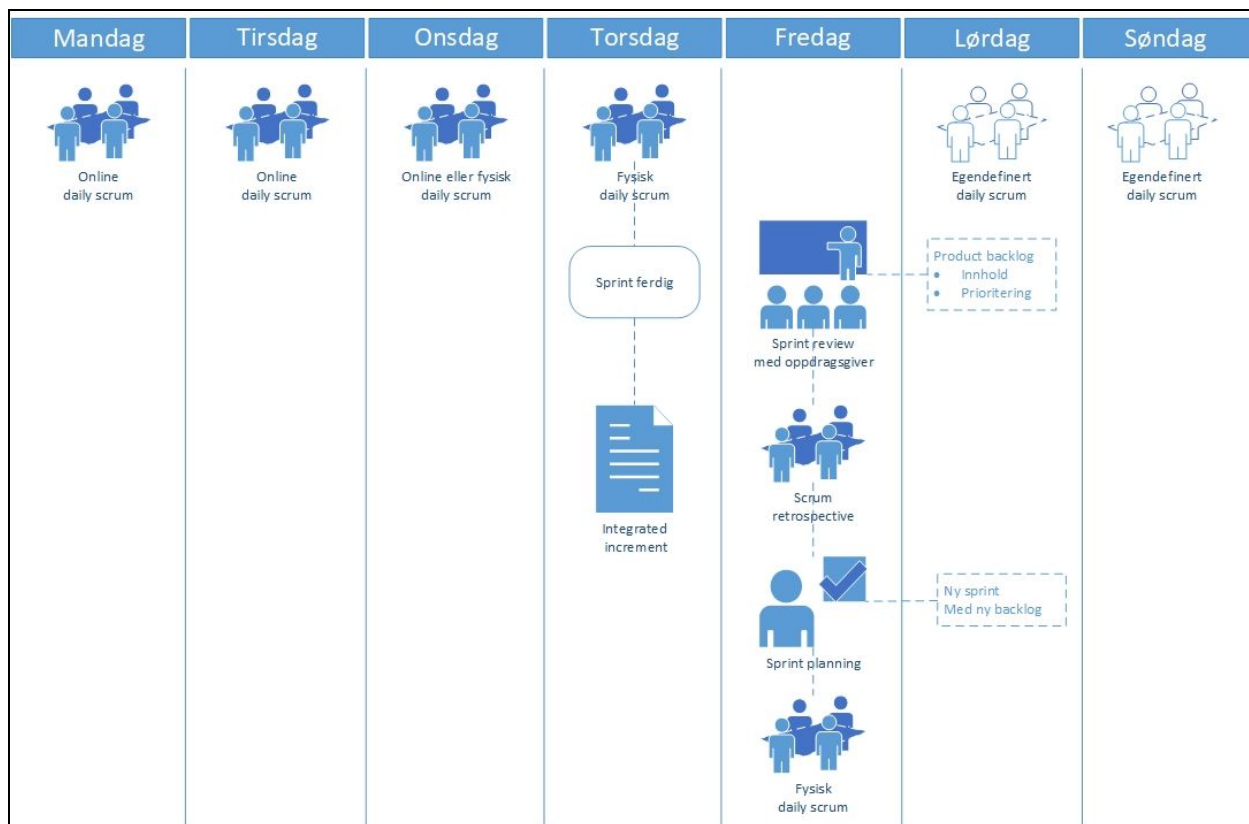 Mandag
Tirsdag
Onsdag
Torsdag
Fredag
Lørdag
Søndag
Online
daily scrum
Online
daily scrum
Online eller fysisk
daily scrum
Fysisk
daily scrum
Sprint ferdig
Integrated
increment
Sprint review
med oppdragsgiver
Scrum
retrospective
Sprint planning
Fysisk
daily scrum
Egendefinert
daily scrum
Product backlog
• Innhold
• Prioritering
Ny sprint
Med ny backlog
Egendefinert
daily scrum